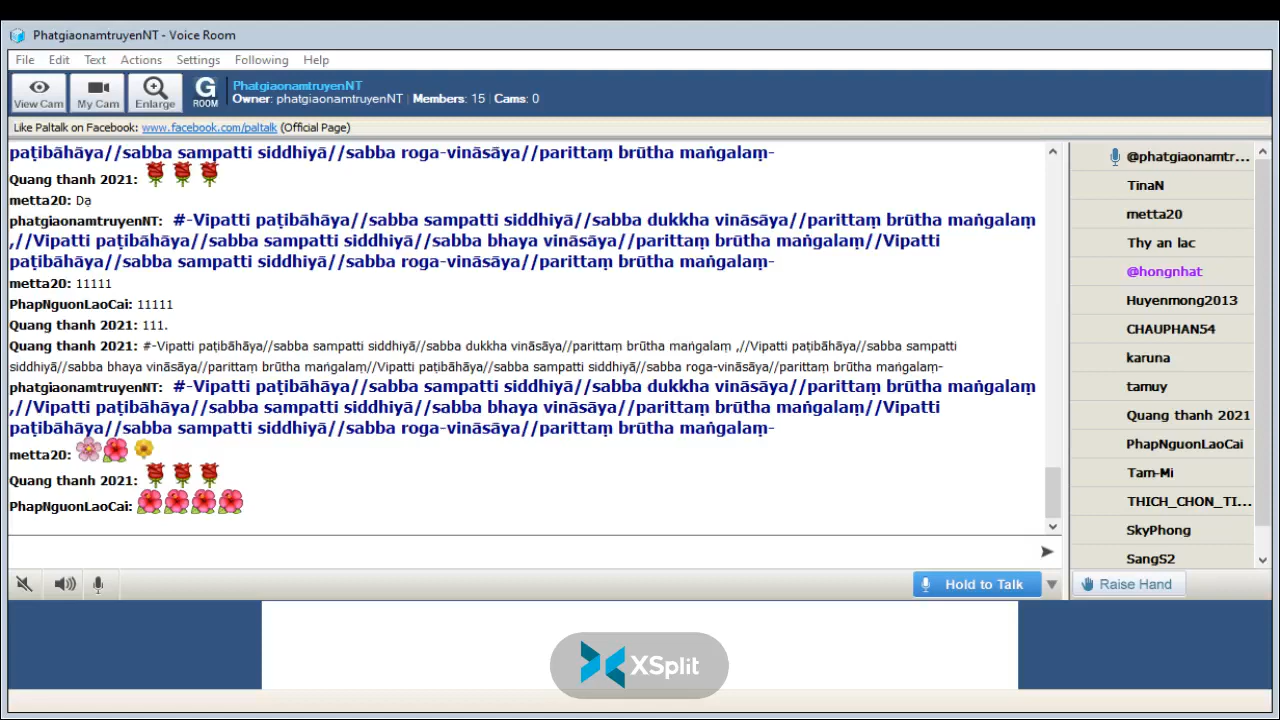 PhatgiaonamtruyenNT - Voice Room
File Edit Text Actions Settings Following Help
View Cam My Cam Enlarge G ROOM
PhatgiaonamtruyenNT
Owner: phatgiaonamtruyenNT | Members: 15 | Cams: 0
Like Paltalk on Facebook: www.facebook.com/paltalk (Official Page)
paṭibāhāya//sabba sampatti siddhiyā//sabba roga-vināsāya//parittaṃ brūtha maṅgalaṃ-
Quang thanh 2021:
metta20: Dạ
phatgiaonamtruyenNT: #-Vipatti paṭibāhāya//sabba sampatti siddhiyā//sabba dukkha vināsāya//parittaṃ brūtha maṅgalaṃ
,//Vipatti paṭibāhāya//sabba sampatti siddhiyā//sabba bhaya vināsāya//parittaṃ brūtha maṅgalaṃ//Vipatti
paṭibāhāya//sabba sampatti siddhiyā//sabba roga-vināsāya//parittaṃ brūtha maṅgalaṃ-
metta20: 11111
PhapNguonLaoCai: 11111
Quang thanh 2021: 111.
Quang thanh 2021: #-Vipatti paṭibāhāya//sabba sampatti siddhiyā//sabba dukkha vināsāya//parittaṃ brūtha maṅgalaṃ ,//Vipatti paṭibāhāya//sabba sampatti
siddhiyā//sabba bhaya vināsāya//parittaṃ brūtha maṅgalaṃ//Vipatti paṭibāhāya//sabba sampatti siddhiyā//sabba roga-vināsāya//parittaṃ brūtha maṅgalaṃ-
phatgiaonamtruyenNT: #-Vipatti paṭibāhāya//sabba sampatti siddhiyā//sabba dukkha vināsāya//parittaṃ brūtha maṅgalaṃ
,//Vipatti paṭibāhāya//sabba sampatti siddhiyā//sabba bhaya vināsāya//parittaṃ brūtha maṅgalaṃ//Vipatti
paṭibāhāya//sabba sampatti siddhiyā//sabba roga-vināsāya//parittaṃ brūtha maṅgalaṃ-
metta20:
Quang thanh 2021:
PhapNguonLaoCai:
@phatgiaonamtr...
TinaN
metta20
Thy an lac
@hongnhat
Huyenmong2013
CHAUPHAN54
karuna
tamuy
Quang thanh 2021
PhapNguonLaoCai
Tam-Mi
THICH_CHON_TI...
SkyPhong
SangS2
Hold to Talk
Raise Hand
XSplit